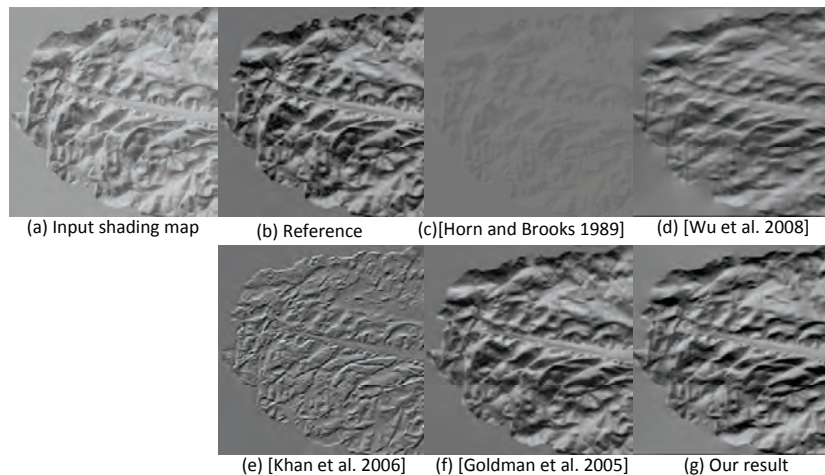 (a) Input shading map
(b) Reference
(c)[Horn and Brooks 1989]
(d) [Wu et al. 2008]
(e) [Khan et al. 2006]
(f) [Goldman et al. 2005]
(g) Our result